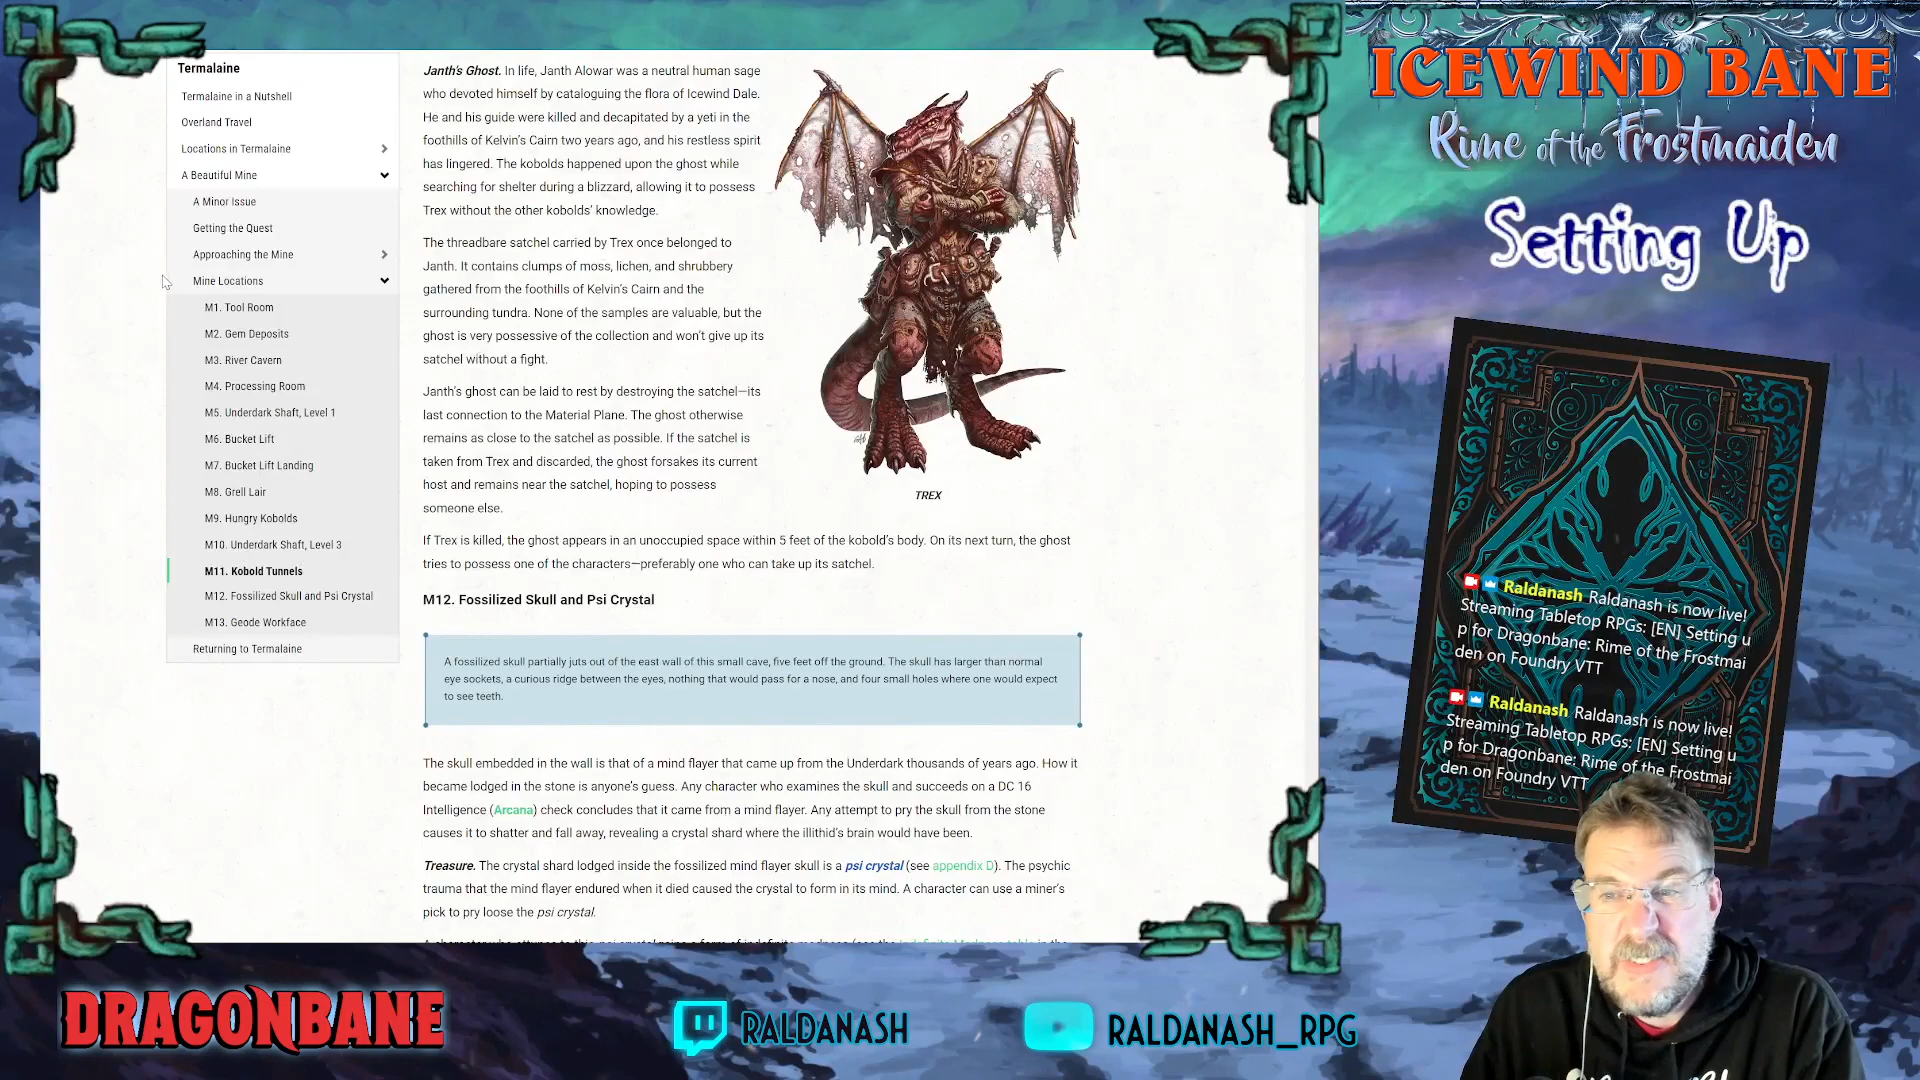 Termalaine
Termalaine in a Nutshell
Overland Travel
Locations in Termalaine
A Beautiful Mine
A Minor Issue
Getting the Quest
Approaching the Mine
Mine Locations
M1. Tool Room
M2. Gem Deposits
M3. River Cavern
M4. Processing Room
M5. Underdark Shaft, Level 1
M6. Bucket Lift
M7. Bucket Lift Landing
M8. Grell Lair
M9. Hungry Kobolds
M10. Underdark Shaft, Level 3
M11. Kobold Tunnels
M12. Fossilized Skull and Psi Crystal
M13. Geode Workface
Returning to Termalaine
Janth's Ghost. In life, Janth Alowar was a neutral human sage
who devoted himself by cataloguing the flora of Icewind Dale.
He and his guide were killed and decapitated by a yeti in the
foothills of Kelvin's Cairn two years ago, and his restless spirit
has lingered. The kobolds happened upon the ghost while
searching for shelter during a blizzard, allowing it to possess
Trex without the other kobolds' knowledge.
The threadbare satchel carried by Trex once belonged to
Janth. It contains clumps of moss, lichen, and shrubbery
gathered from the foothills of Kelvin's Cairn and the
surrounding tundra. None of the samples are valuable, but the
ghost is very possessive of the collection and won't give up its
satchel without a fight.
Janth's ghost can be laid to rest by destroying the satchel—its
last connection to the Material Plane. The ghost otherwise
remains as close to the satchel as possible. If the satchel is
taken from Trex and discarded, the ghost forsakes its current
host and remains near the satchel, hoping to possess
someone else.
TREX
If Trex is killed, the ghost appears in an unoccupied space within 5 feet of the kobold's body. On its next turn, the ghost
tries to possess one of the characters—preferably one who can take up its satchel.
M12. Fossilized Skull and Psi Crystal
A fossilized skull partially juts out of the east wall of this small cave, five feet off the ground. The skull has larger than normal
eye sockets, a curious ridge between the eyes, nothing that would pass for a nose, and four small holes where one would expect
to see teeth.
The skull embedded in the wall is that of a mind flayer that came up from the Underdark thousands of years ago. How it
became lodged in the stone is anyone's guess. Any character who examines the skull and succeeds on a DC 16
Intelligence (Arcana) check concludes that it came from a mind flayer. Any attempt to pry the skull from the stone
causes it to shatter and fall away, revealing a crystal shard where the illithid's brain would have been.
Treasure. The crystal shard lodged inside the fossilized mind flayer skull is a psi crystal (see appendix D). The psychic
trauma that the mind flayer endured when it died caused the crystal to form in its mind. A character can use a miner's
pick to pry loose the psi crystal.
ICEWIND BANE
Rime of the Frostmaiden
Setting Up
Raldanash Raldanash is now live!
Streaming Tabletop RPGs: [EN] Setting u
p for Dragonbane: Rime of the Frostmai
den on Foundry VTT
Raldanash Raldanash is now live!
Streaming Tabletop RPGs: [EN] Setting u
p for Dragonbane: Rime of the Frostmai
den on Foundry VTT
DRAGONBANE
RALDANASH
RALDANASH_RPG